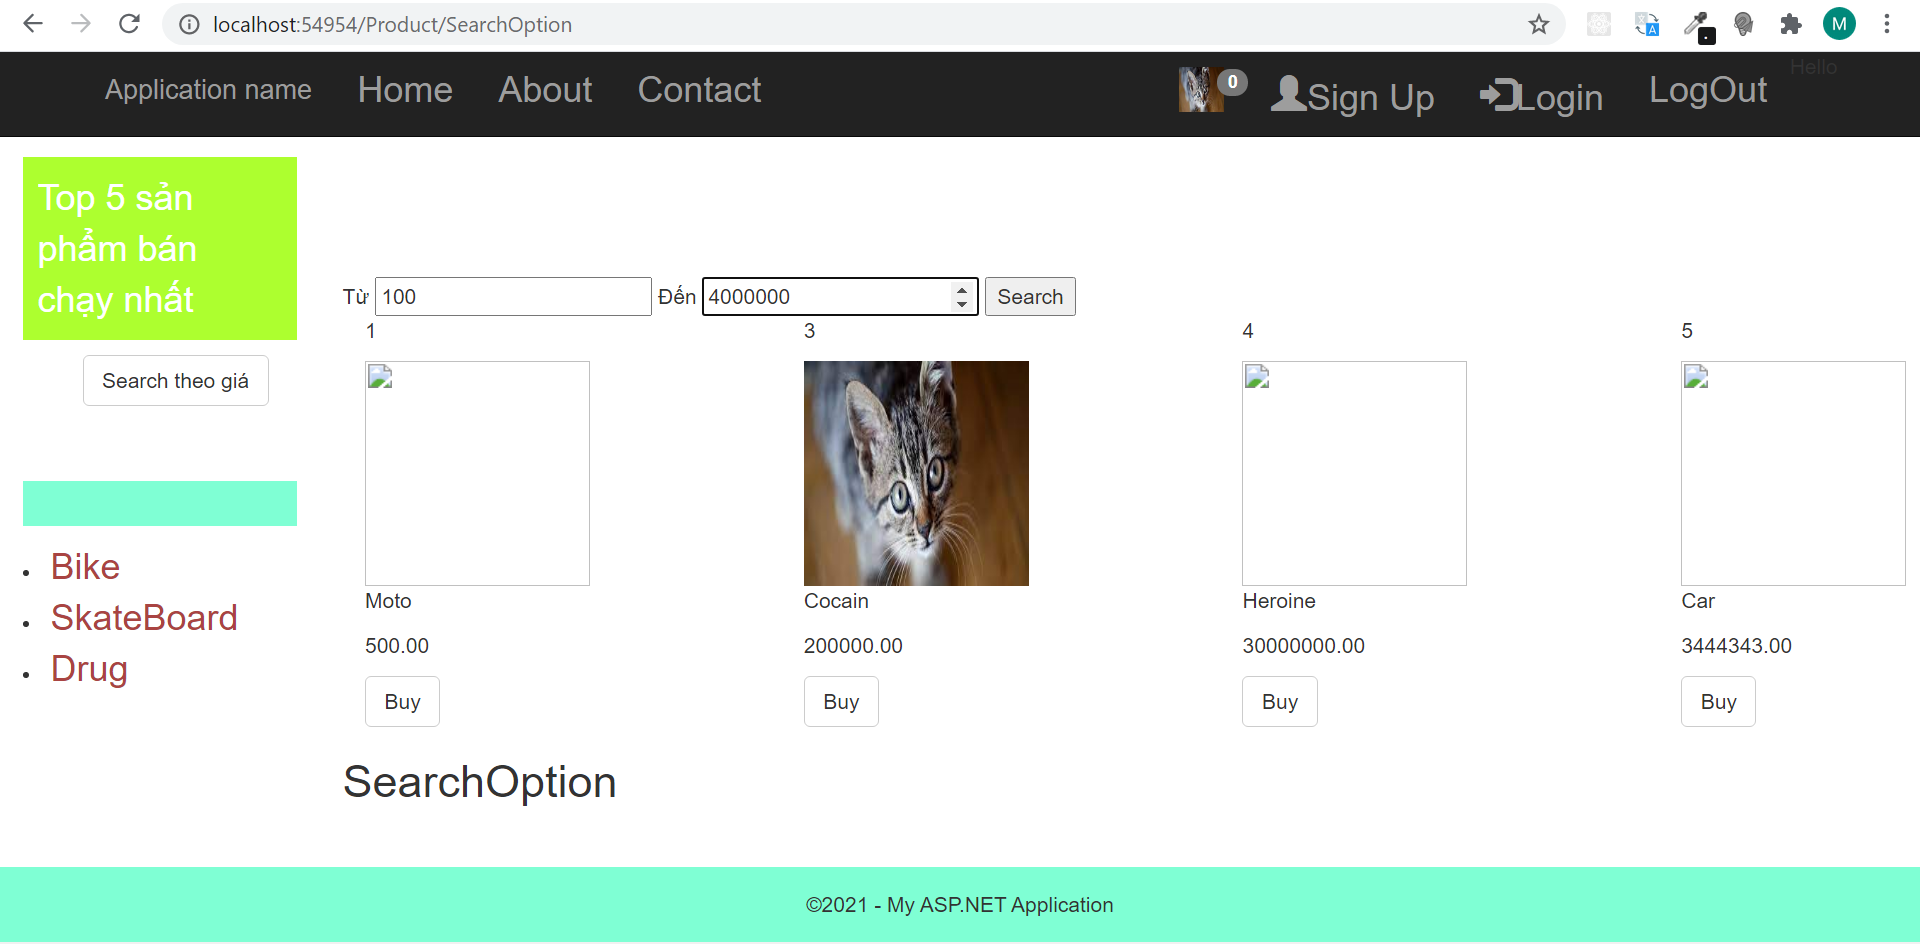 localhost:54954/Product/SearchOption
M
Application name Home About Contact 0 Sign Up Login LogOut Hello
Top 5 sản
phẩm bán
chạy nhất
Search theo giá
Bike
SkateBoard
Drug
Từ 100 Đến 4000000 Search
1 3 4 5
Moto Cocain Heroine Car
500.00 200000.00 30000000.00 3444343.00
Buy Buy Buy Buy
SearchOption
©2021 - My ASP.NET Application